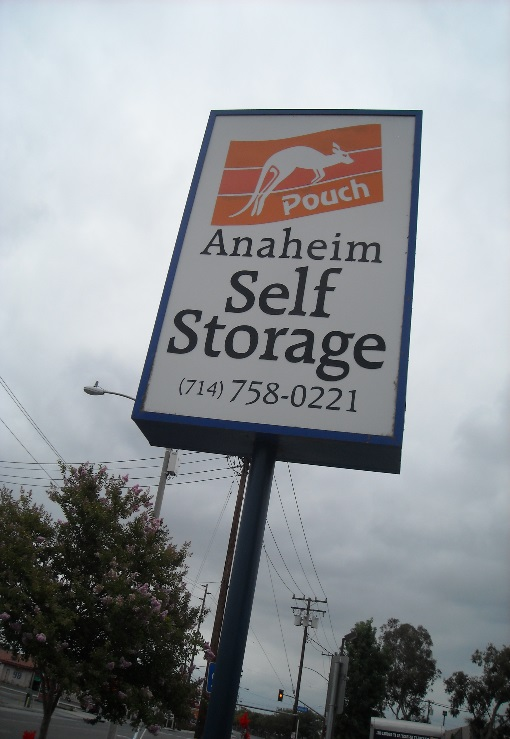 Pouch
Anaheim
Self
Storage
(714) 758-0221